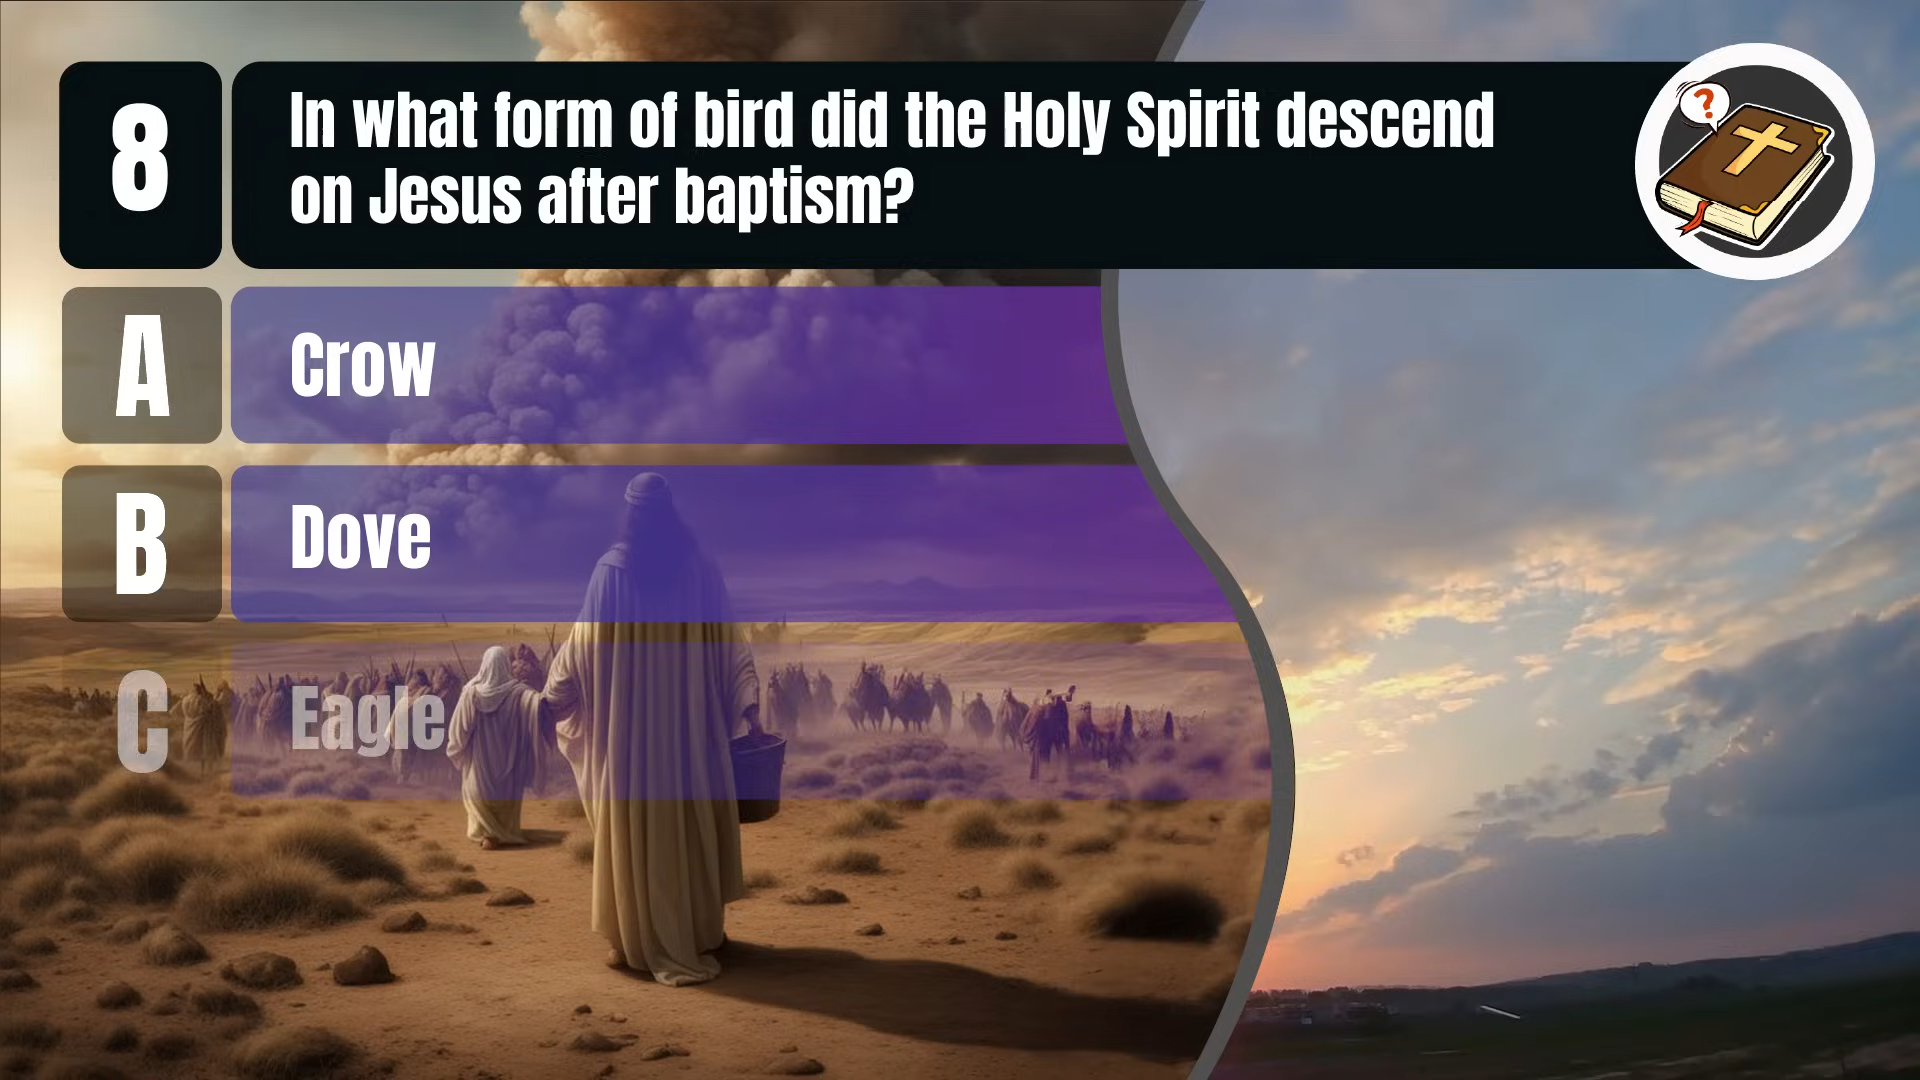 8
In what form of bird did the Holy Spirit descend
on Jesus after baptism?
?
A
Crow
B
Dove
C
Eagle